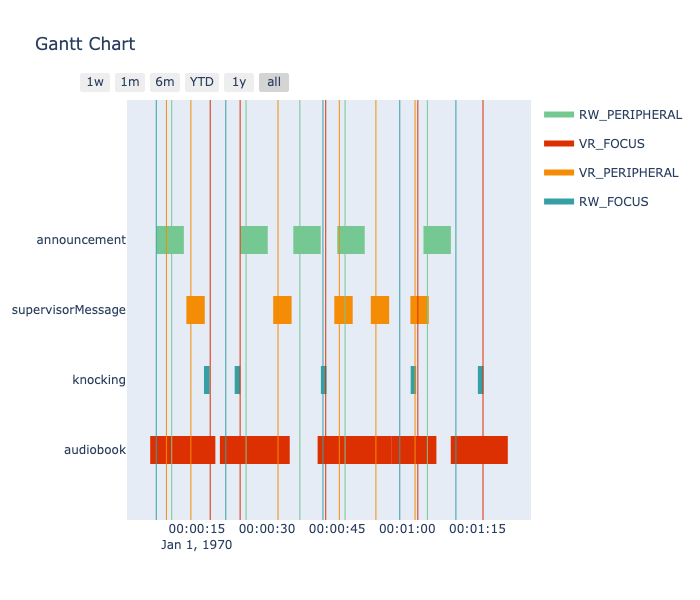 Gantt Chart
1w 1m 6m YTD 1y all
RW_PERIPHERAL
VR_FOCUS
VR_PERIPHERAL
RW_FOCUS
announcement
supervisorMessage
knocking
audiobook
00:00:15 00:00:30 00:00:45 00:01:00 00:01:15
Jan 1, 1970